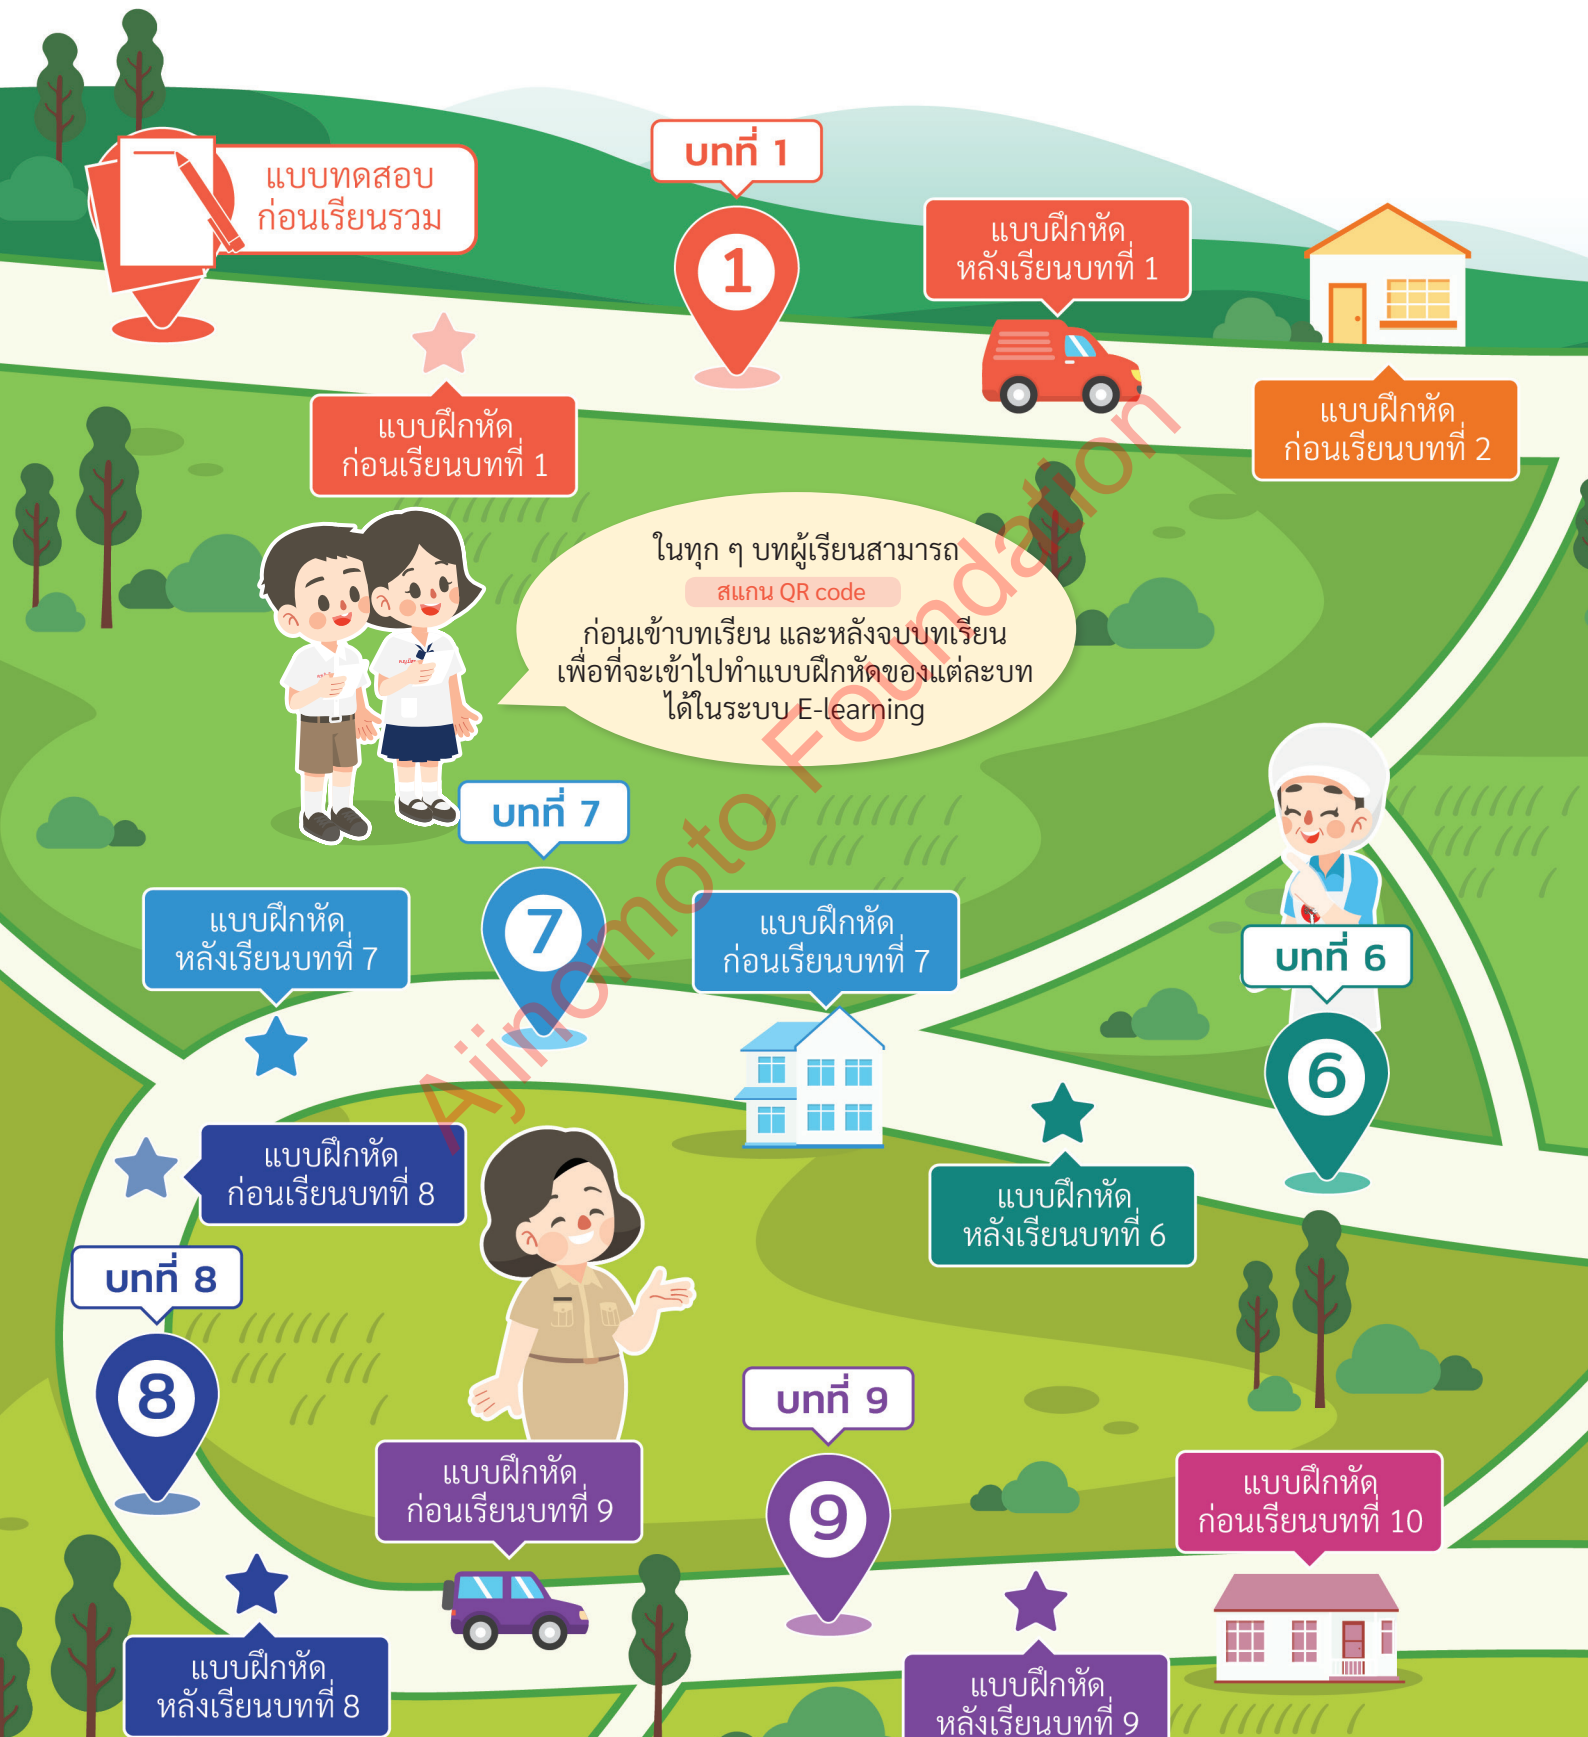 แบบทดสอบ
ก่อนเรียนรวม
บทที่ 1
1
แบบฝึกหัด
หลังเรียนบทที่ 1
แบบฝึกหัด
ก่อนเรียนบทที่ 1
แบบฝึกหัด
ก่อนเรียนบทที่ 2
ในทุก ๆ บทผู้เรียนสามารถ
สแกน QR code
ก่อนเข้าบทเรียน และหลังจบบทเรียน
เพื่อที่จะเข้าไปทำแบบฝึกหัดของแต่ละบท
ได้ในระบบ E-learning
บทที่ 7
7
แบบฝึกหัด
หลังเรียนบทที่ 7
แบบฝึกหัด
ก่อนเรียนบทที่ 7
บทที่ 6
6
แบบฝึกหัด
หลังเรียนบทที่ 6
แบบฝึกหัด
ก่อนเรียนบทที่ 8
บทที่ 8
8
แบบฝึกหัด
หลังเรียนบทที่ 8
แบบฝึกหัด
ก่อนเรียนบทที่ 9
บทที่ 9
9
แบบฝึกหัด
หลังเรียนบทที่ 9
แบบฝึกหัด
ก่อนเรียนบทที่ 10
Ajinomoto Foundation